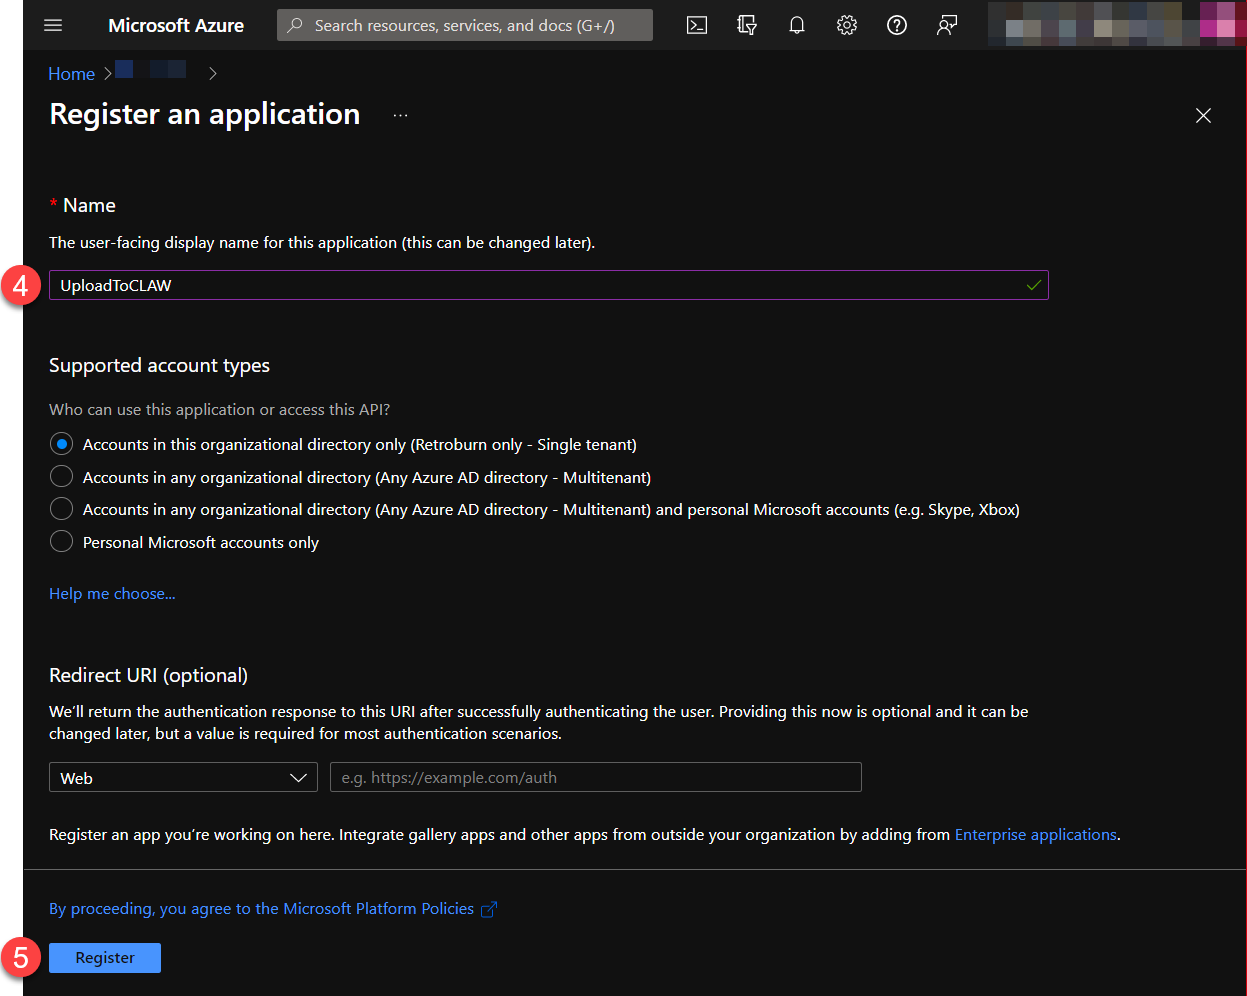 Microsoft Azure
Search resources, services, and docs (G+/)
Home
Register an application
...
* Name
The user-facing display name for this application (this can be changed later).
4
UploadToCLAW
Supported account types
Who can use this application or access this API?
Accounts in this organizational directory only (Retroburn only - Single tenant)
Accounts in any organizational directory (Any Azure AD directory - Multitenant)
Accounts in any organizational directory (Any Azure AD directory - Multitenant) and personal Microsoft accounts (e.g. Skype, Xbox)
Personal Microsoft accounts only
Help me choose...
Redirect URI (optional)
We’ll return the authentication response to this URI after successfully authenticating the user. Providing this now is optional and it can be
changed later, but a value is required for most authentication scenarios.
Web
e.g. https://example.com/auth
Register an app you’re working on here. Integrate gallery apps and other apps from outside your organization by adding from Enterprise applications.
By proceeding, you agree to the Microsoft Platform Policies
5
Register